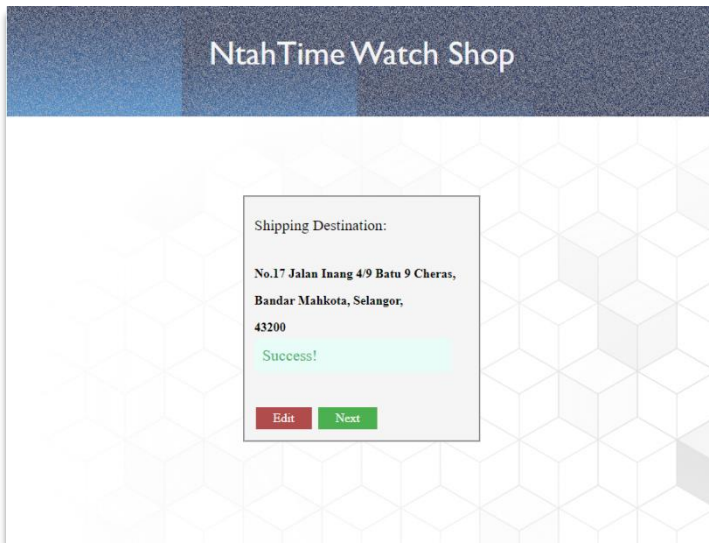 NtahTime Watch Shop
Shipping Destination:
No.17 Jalan Inang 4/9 Batu 9 Cheras,
Bandar Mahkota, Selangor,
43200
Success!
Edit Next